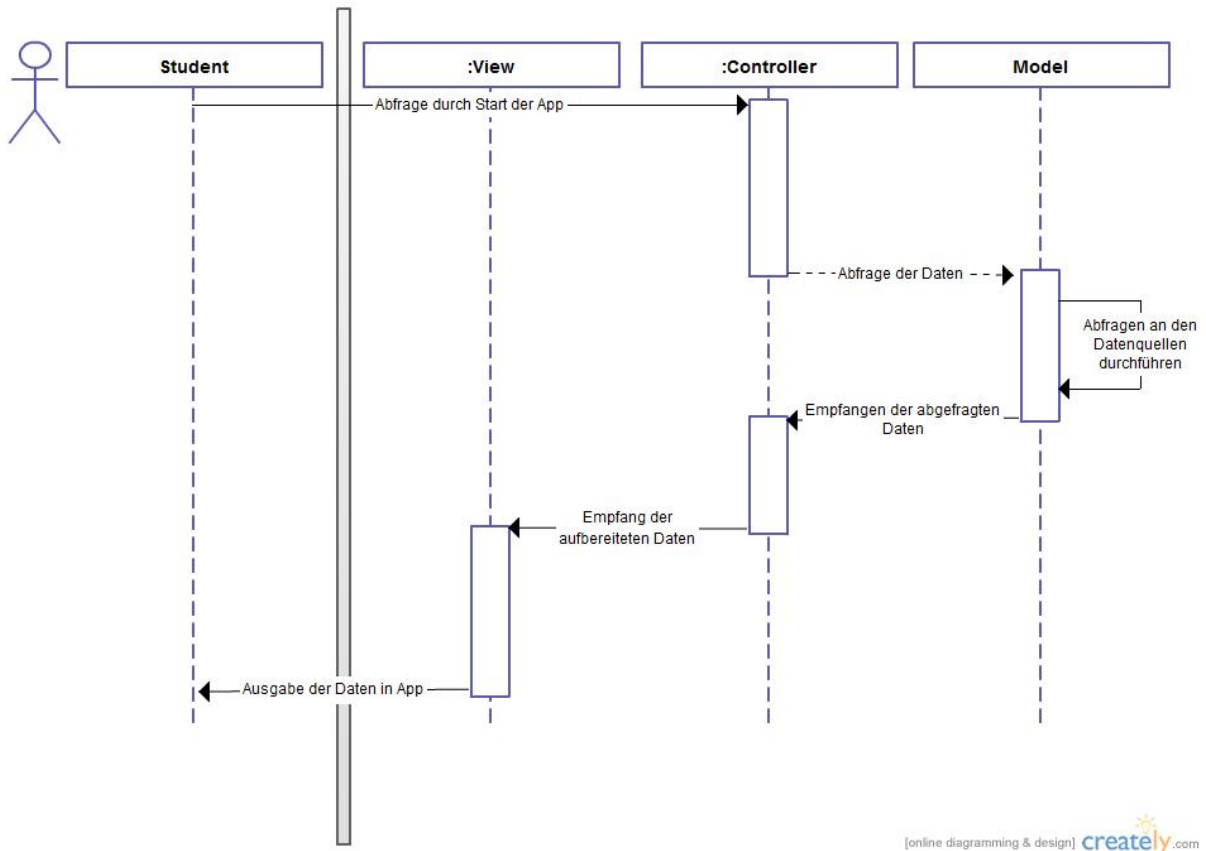 Student
:View
:Controller
Model
Abfrage durch Start der App
Abfrage der Daten
Abfragen an den
Datenquellen
durchführen
Empfangen der abgefragten
Daten
Empfang der
aufbereiteten Daten
Ausgabe der Daten in App
[online diagramming & design] creately.com